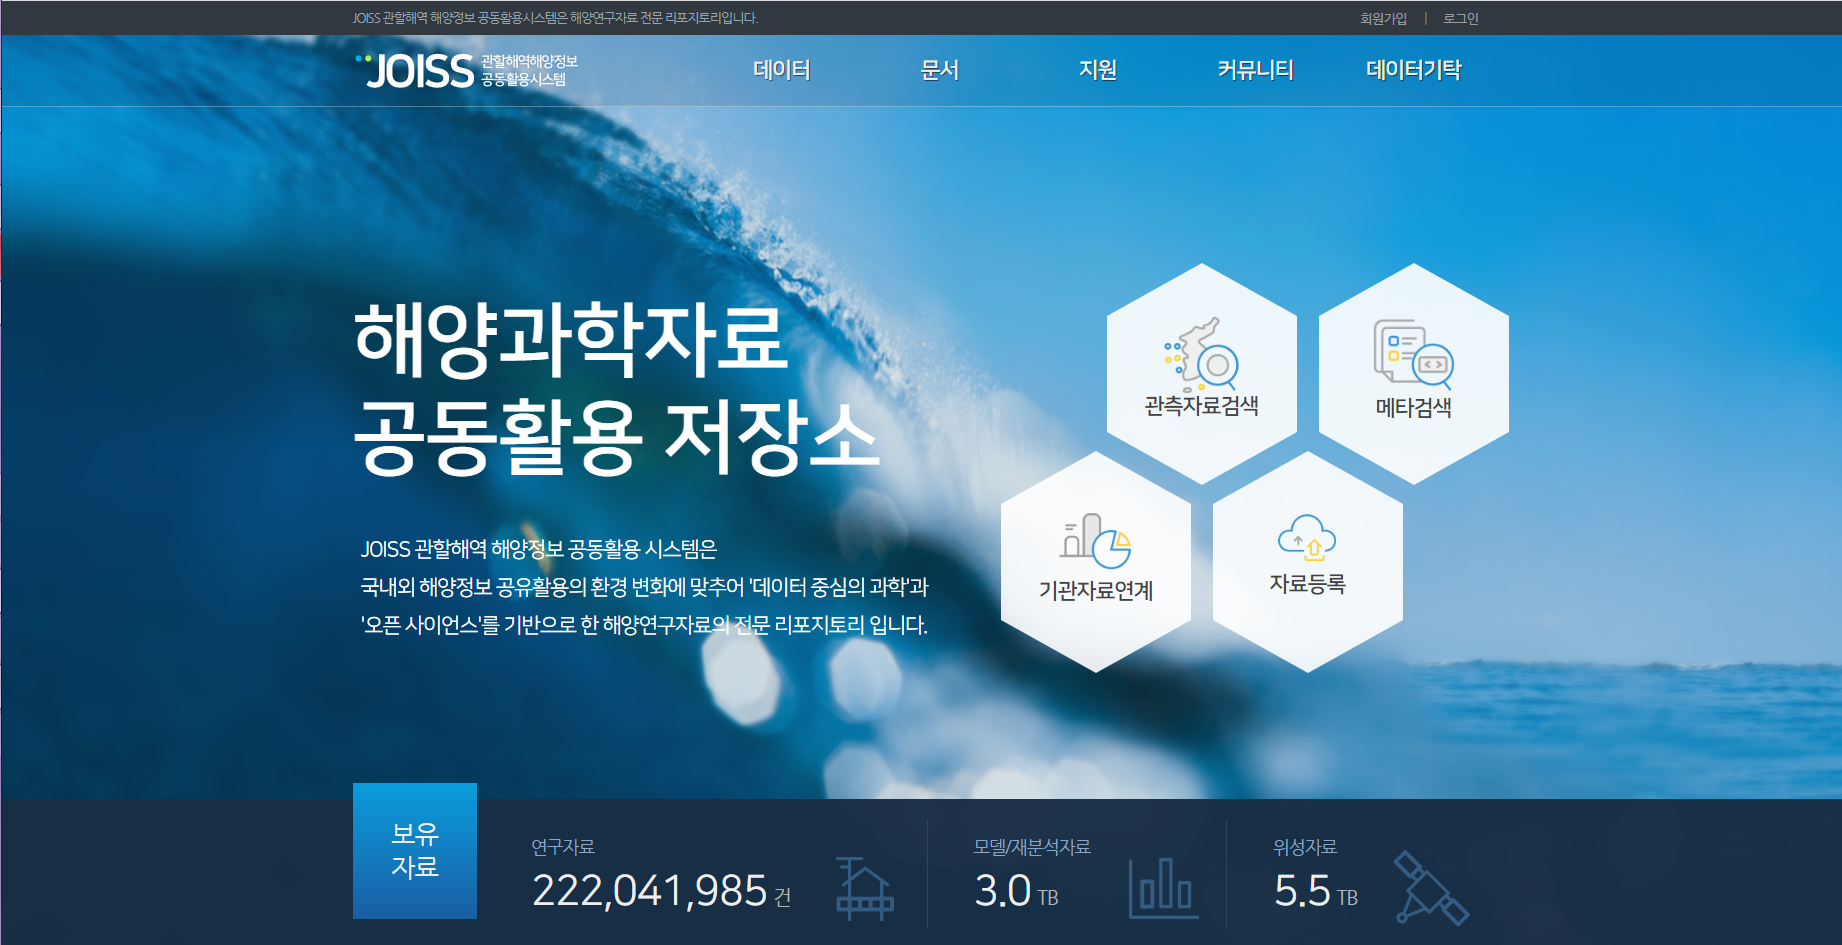 JOISS 관할해역 해양정보 공동활용시스템은 해양연구자료 전문 리포지토리입니다.
회원가입 | 로그인
JOISS 관할해역해양정보
공동활용시스템
데이터 문서 지원 커뮤니티 데이터기탁
해양과학자료
공동활용 저장소
JOISS 관할해역 해양정보 공동활용 시스템은
국내외 해양정보 공유활용의 환경 변화에 맞추어 '데이터 중심의 과학'과
'오픈 사이언스'를 기반으로 한 해양연구자료의 전문 리포지토리 입니다.
관측자료검색
메타검색
기관자료연계
자료등록
보유
자료
연구자료
222,041,985 건
모델/재분석자료
3.0 TB
위성자료
5.5 TB